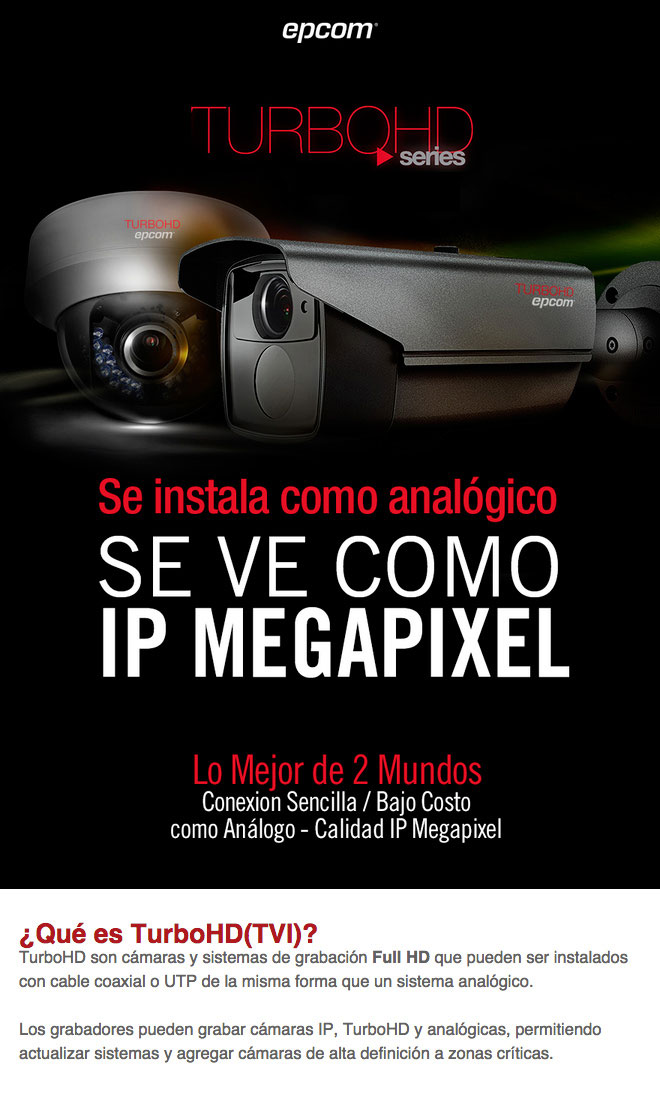 epcom
TURBOHD
series
TURBOHD
epcom
TURBOHD
epcom
Se instala como analógico
SE VE COMO
IP MEGAPIXEL
Lo Mejor de 2 Mundos
Conexion Sencilla / Bajo Costo
como Análogo - Calidad IP Megapixel
¿Qué es TurboHD(TVI)?
TurboHD son cámaras y sistemas de grabación Full HD que pueden ser instalados
con cable coaxial o UTP de la misma forma que un sistema analógico.
Los grabadores pueden grabar cámaras IP, TurboHD y analógicas, permitiendo
actualizar sistemas y agregar cámaras de alta definición a zonas críticas.